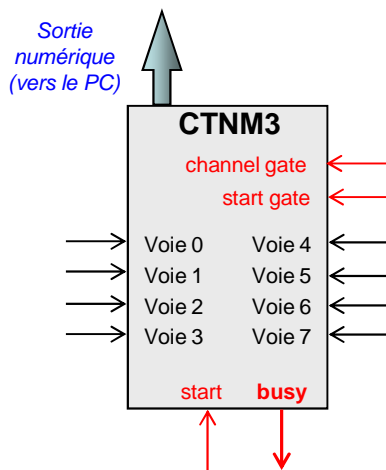 Sortie
numérique
(vers le PC)
CTNM3
channel gate
start gate
Voie 0 Voie 4
Voie 1 Voie 5
Voie 2 Voie 6
Voie 3 Voie 7
start busy